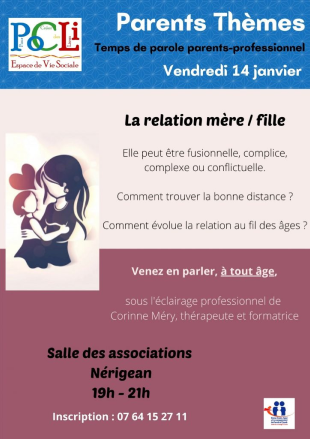 Parents Thèmes
PoCLi
Espace de Vie Sociale
Temps de parole parents-professionnel
Vendredi 14 janvier
La relation mère / fille
Elle peut être fusionnelle, complice,
complexe ou conflictuelle.
Comment trouver la bonne distance ?
Comment évolue la relation au fil des âges ?
Venez en parler, à tout âge,
sous l'éclairage professionnel de
Corinne Méry, thérapeute et formatrice
Salle des associations
Nérigean
19h - 21h
Inscription : 07 64 15 27 11